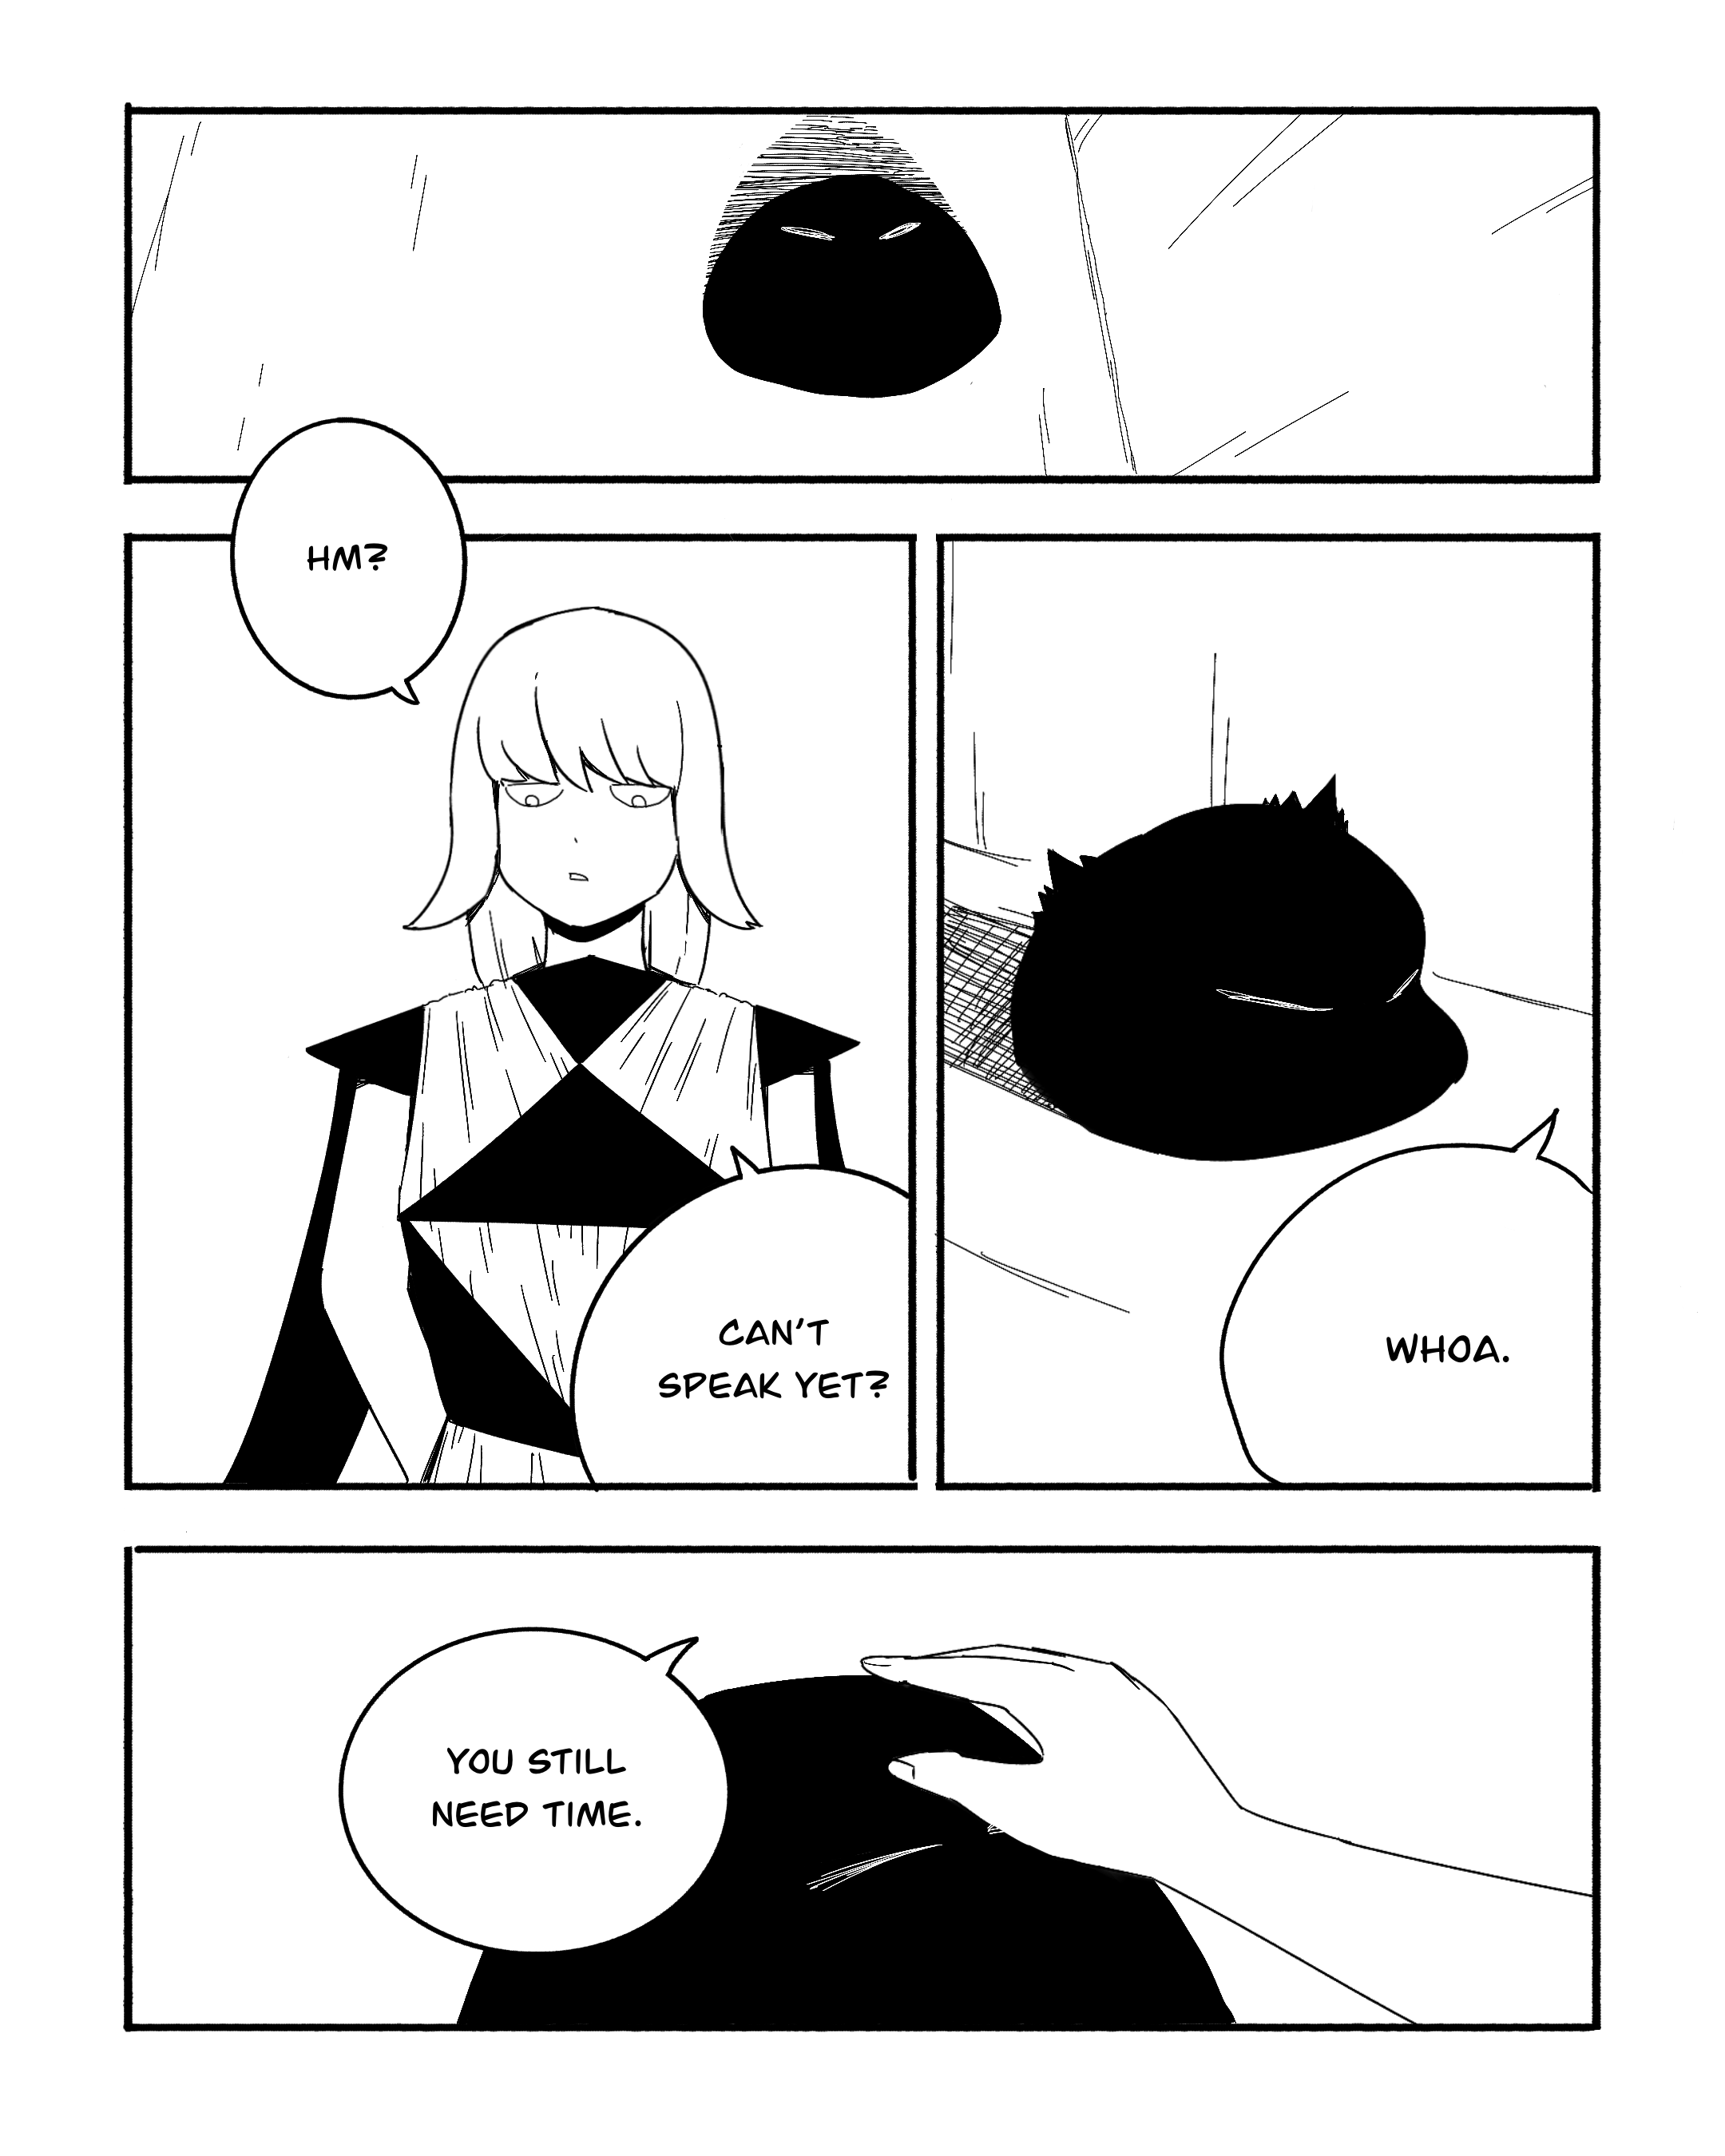 HM?
CAN'T
SPEAK YET?
WHOA.
YOU STILL
NEED TIME.